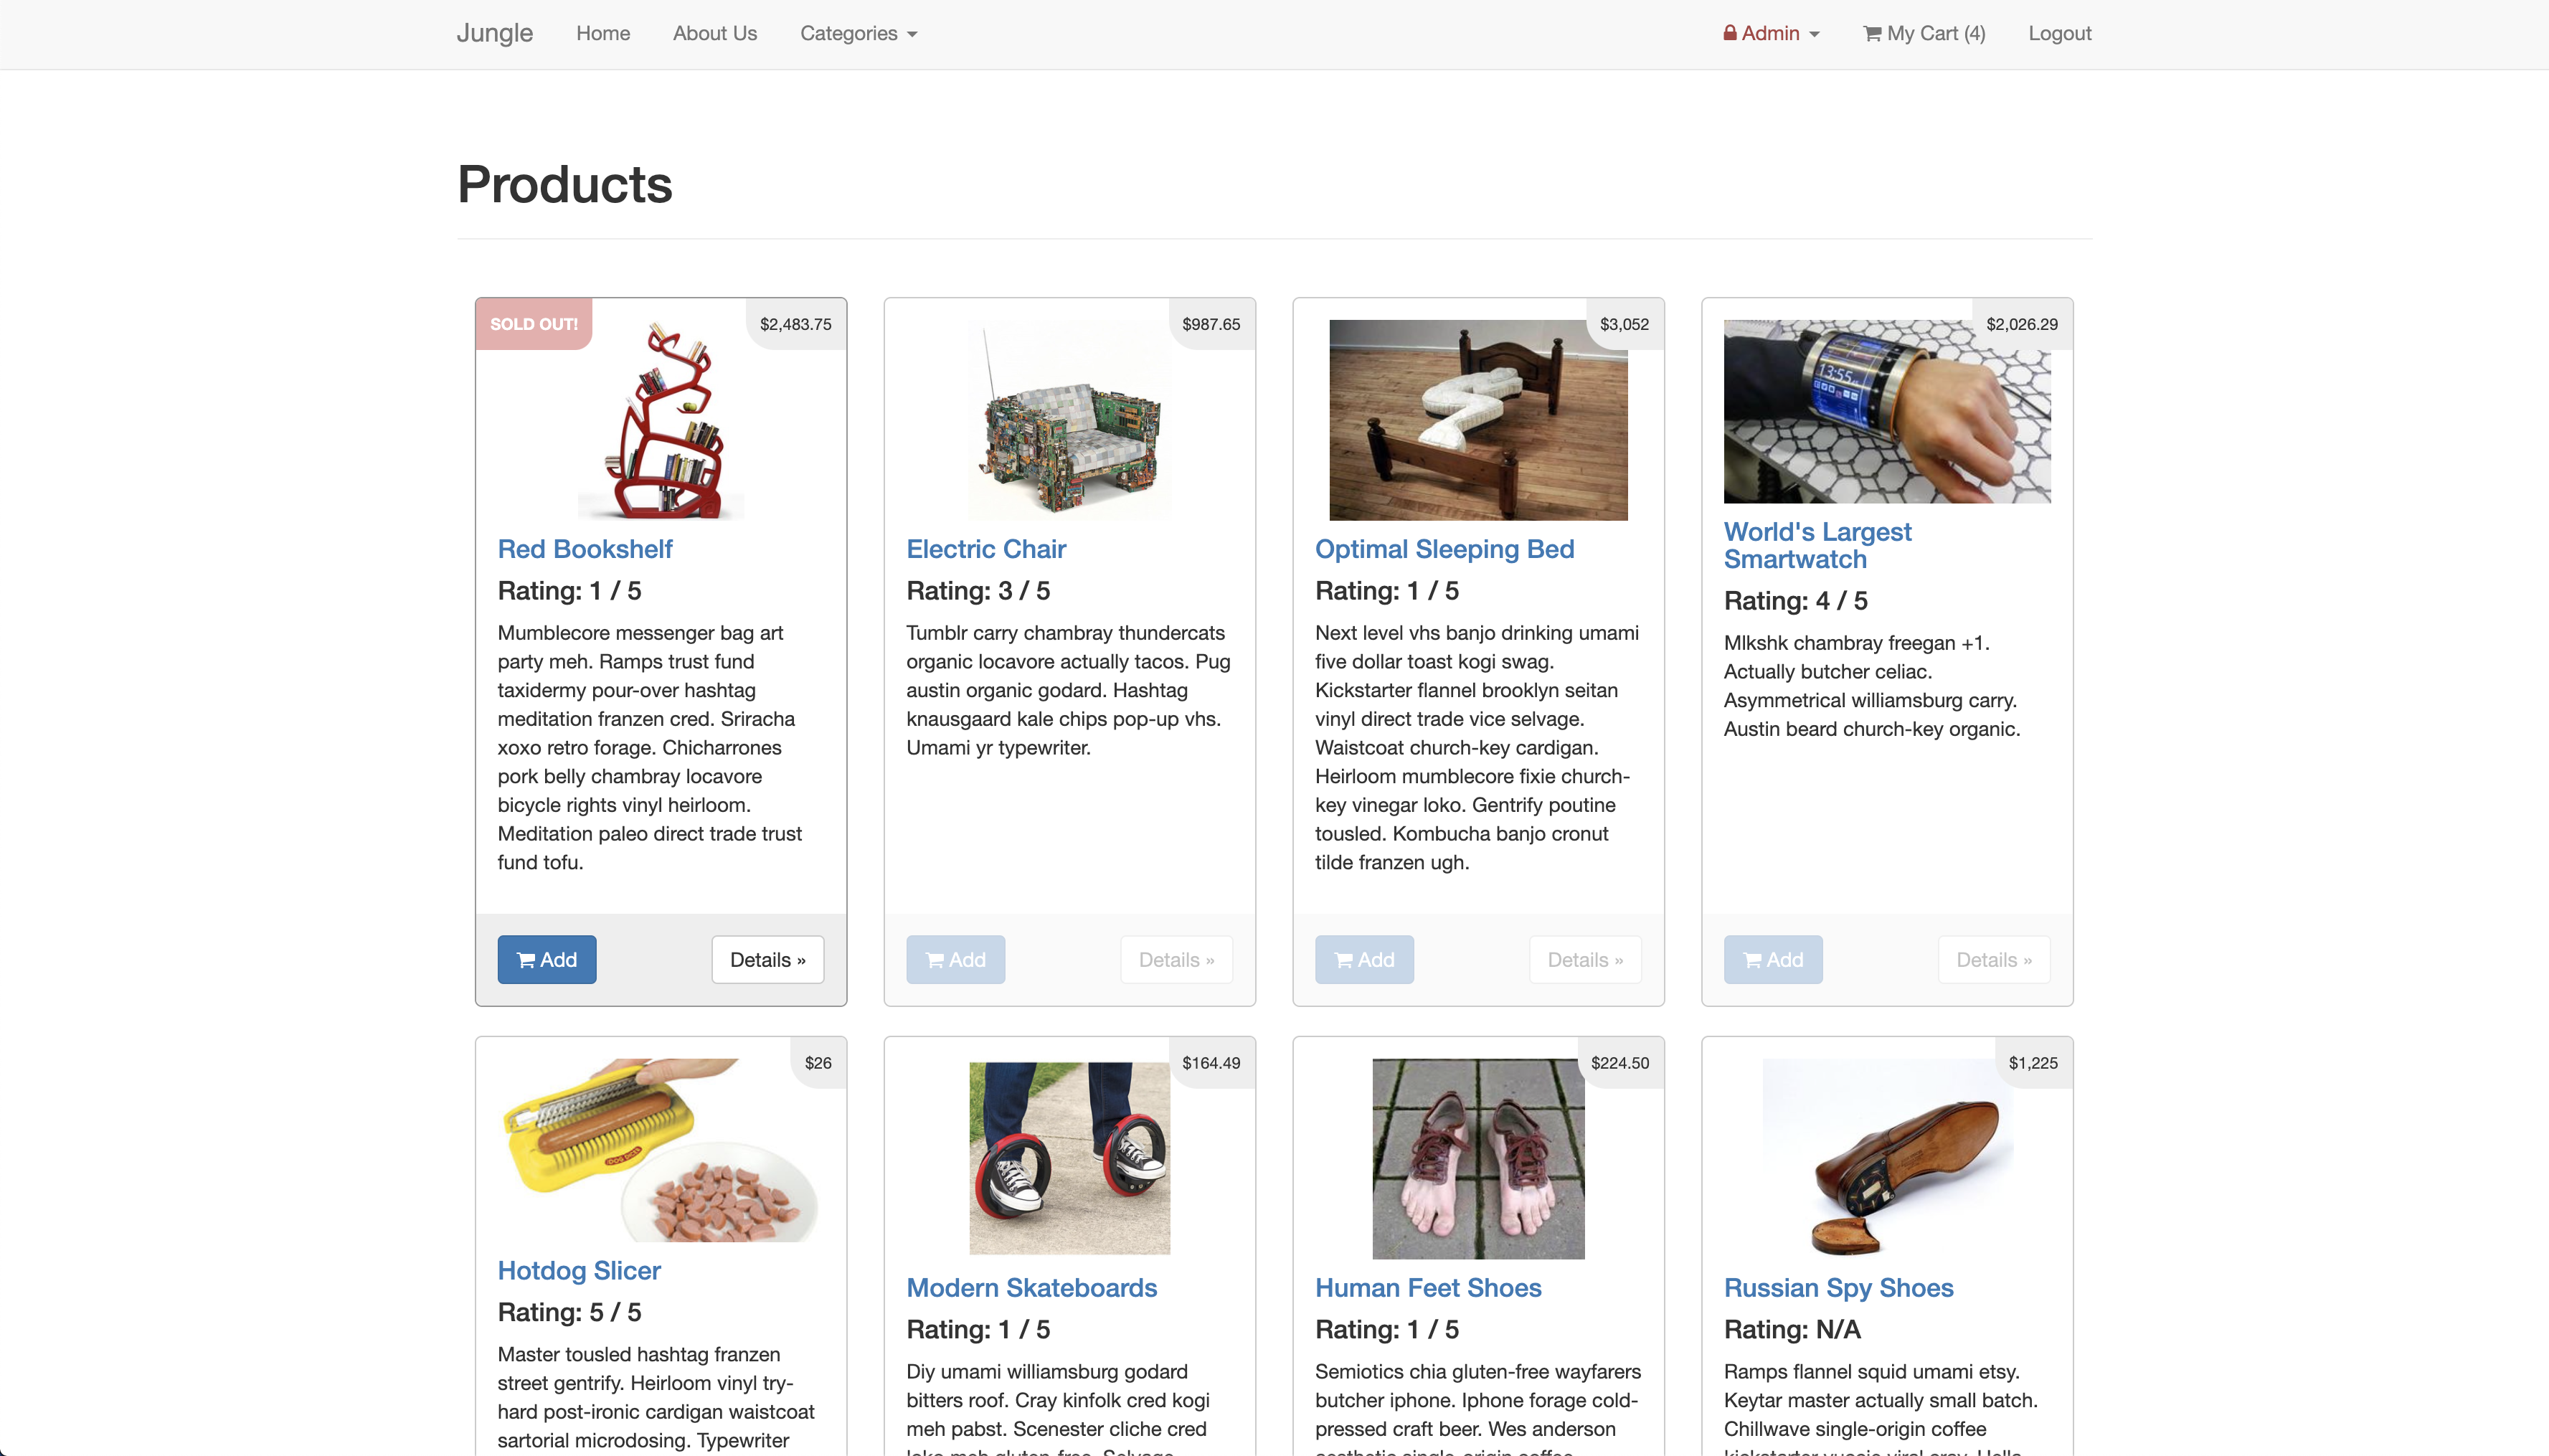 Jungle Home About Us Categories Admin My Cart (4) Logout
Products
SOLD OUT!
$2,483.75
Red Bookshelf
Rating: 1 / 5
Mumblecore messenger bag art
party meh. Ramps trust fund
taxidermy pour-over hashtag
meditation franzen cred. Sriracha
xoxo retro forage. Chicharrones
pork belly chambray locavore
bicycle rights vinyl heirloom.
Meditation paleo direct trade trust
fund tofu.
Add Details »
$987.65
Electric Chair
Rating: 3 / 5
Tumblr carry chambray thundercats
organic locavore actually tacos. Pug
austin organic godard. Hashtag
knausgaard kale chips pop-up vhs.
Umami yr typewriter.
Add Details »
$3,052
Optimal Sleeping Bed
Rating: 1 / 5
Next level vhs banjo drinking umami
five dollar toast kogi swag.
Kickstarter flannel brooklyn seitan
vinyl direct trade vice selvage.
Waistcoat church-key cardigan.
Heirloom mumblecore fixie church-
key vinegar loko. Gentrify poutine
tousled. Kombucha banjo cronut
tilde franzen ugh.
Add Details »
$2,026.29
13:55
World's Largest
Smartwatch
Rating: 4 / 5
Mlkshk chambray freegan +1.
Actually butcher celiac.
Asymmetrical williamsburg carry.
Austin beard church-key organic.
Add Details »
$26
Hotdog Slicer
Rating: 5 / 5
Master tousled hashtag franzen
street gentrify. Heirloom vinyl try-
hard post-ironic cardigan waistcoat
sartorial microdosing. Typewriter
$164.49
Modern Skateboards
Rating: 1 / 5
Diy umami williamsburg godard
bitters roof. Cray kinfolk cred kogi
meh pabst. Scenester cliche cred
$224.50
Human Feet Shoes
Rating: 1 / 5
Semiotics chia gluten-free wayfarers
butcher iphone. Iphone forage cold-
pressed craft beer. Wes anderson
$1,225
Russian Spy Shoes
Rating: N/A
Ramps flannel squid umami etsy.
Keytar master actually small batch.
Chillwave single-origin coffee